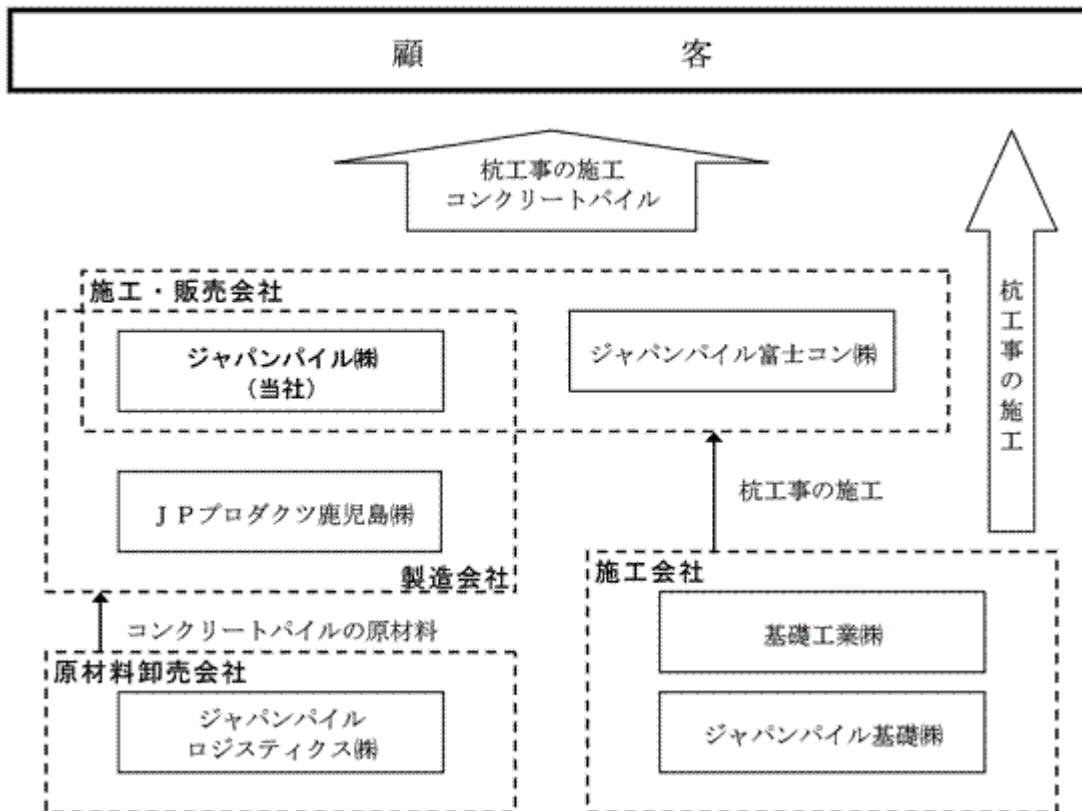 顧客
杭工事の施工
コンクリートパイル
杭工事の施工
施工・販売会社
ジャパンパイル㈱
（当社）
ジャパンパイル富士コン㈱
ＪＰプロダクツ鹿児島㈱
製造会社
杭工事の施工
コンクリートパイルの原材料
原材料卸売会社
ジャパンパイル
ロジスティクス㈱
施工会社
基礎工業㈱
ジャパンパイル基礎㈱